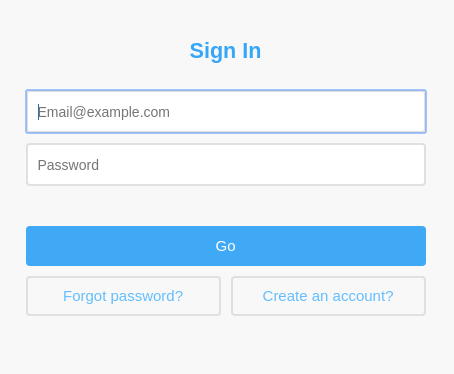 Sign In
Email@example.com
Password
Go
Forgot password?
Create an account?